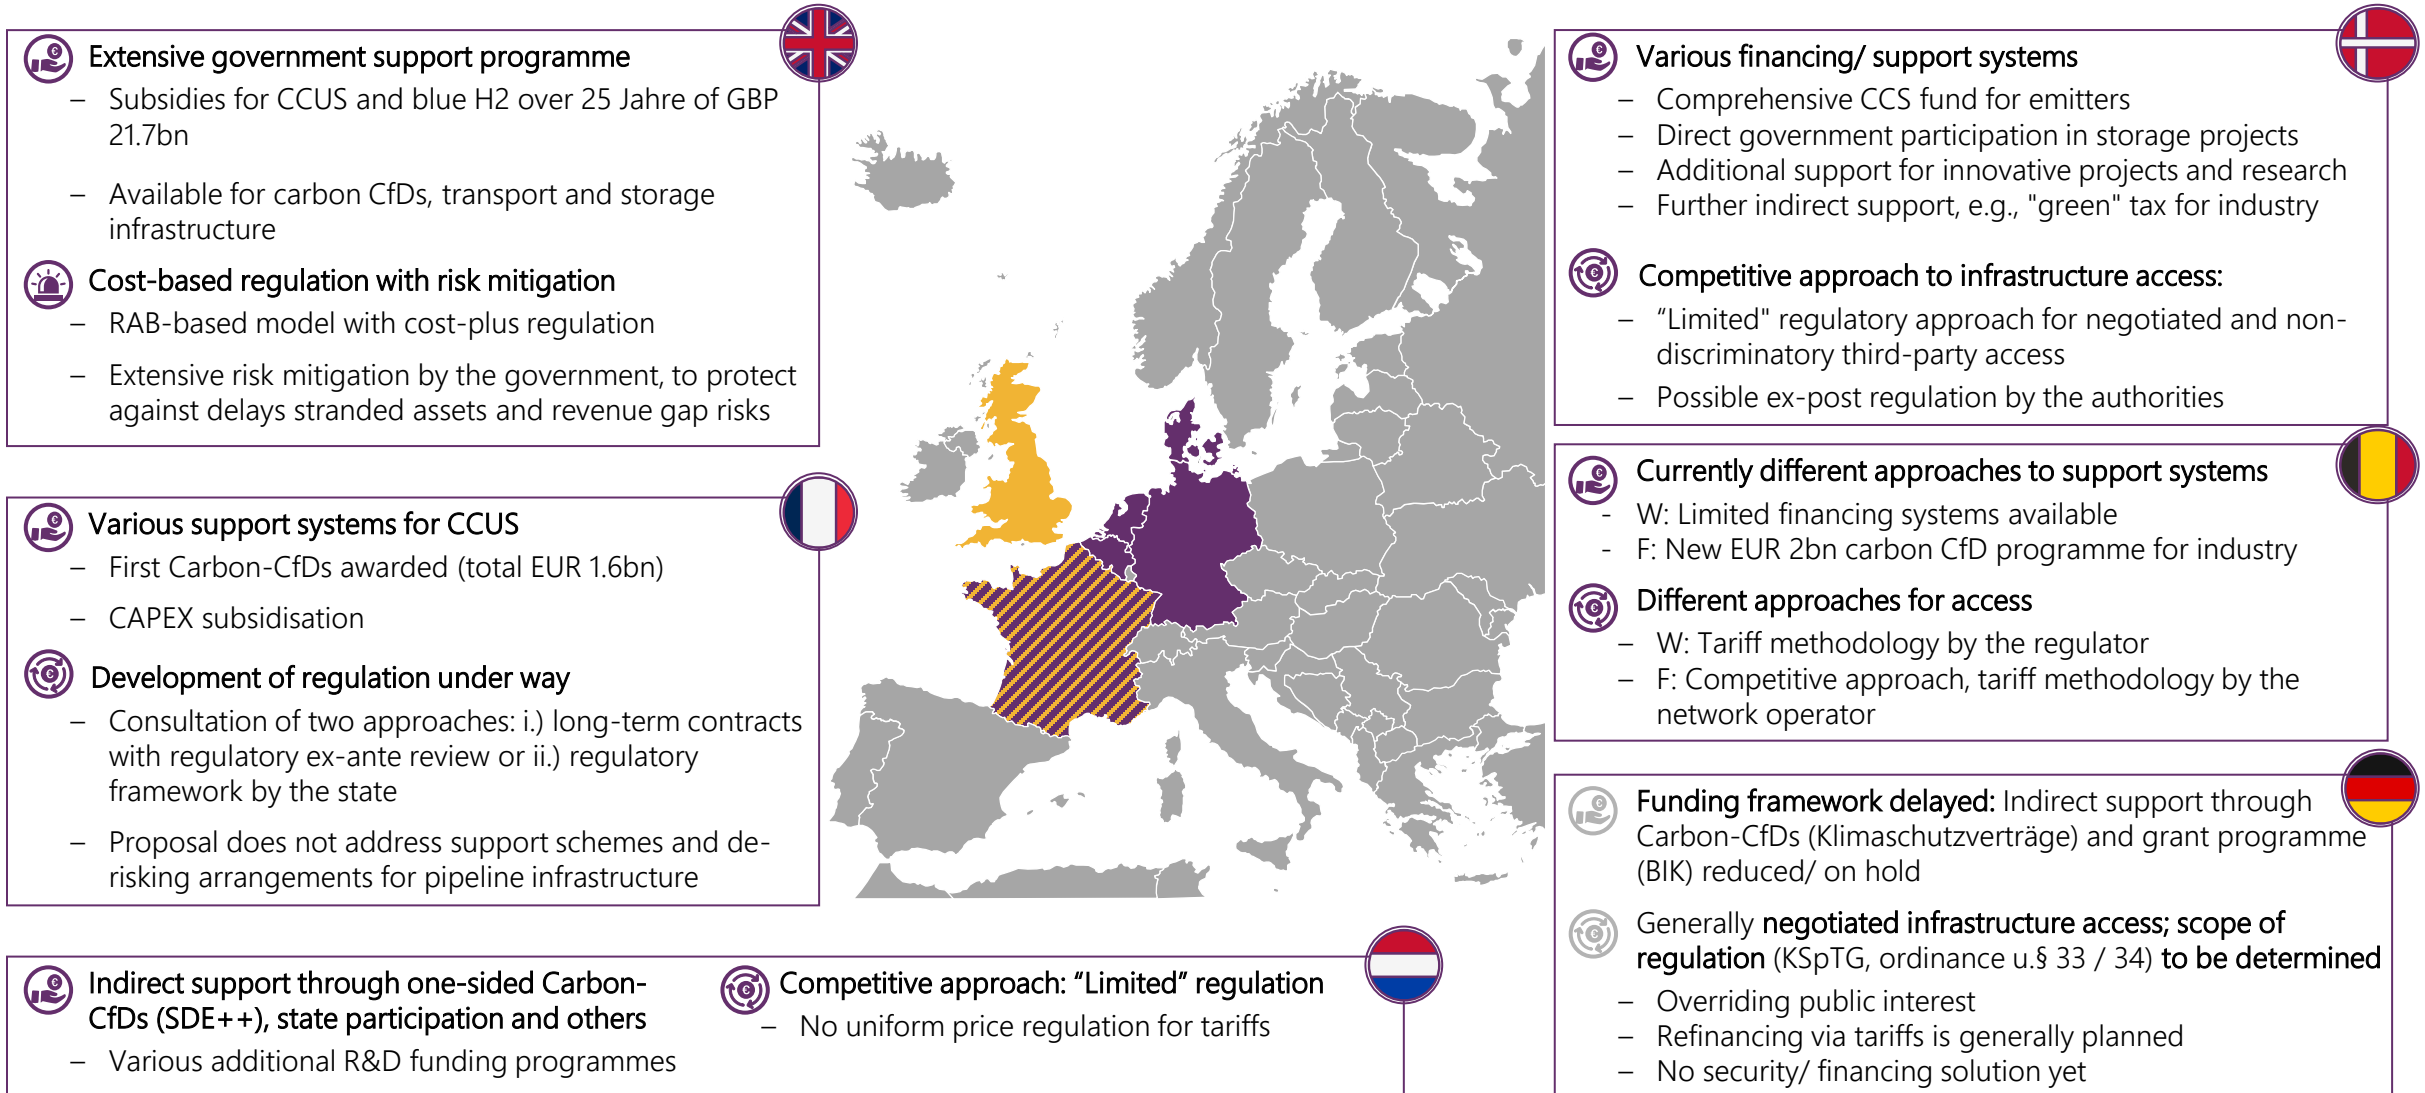 Extensive government support programme
– Subsidies for CCUS and blue H2 over 25 Jahre of GBP
21.7bn
– Available for carbon CfDs, transport and storage
infrastructure
Cost-based regulation with risk mitigation
– RAB-based model with cost-plus regulation
– Extensive risk mitigation by the government, to protect
against delays stranded assets and revenue gap risks
Various support systems for CCUS
– First Carbon-CfDs awarded (total EUR 1.6bn)
– CAPEX subsidisation
Development of regulation under way
– Consultation of two approaches: i.) long-term contracts
with regulatory ex-ante review or ii.) regulatory
framework by the state
– Proposal does not address support schemes and de-
risking arrangements for pipeline infrastructure
Indirect support through one-sided Carbon-
CfDs (SDE++), state participation and others
– Various additional R&D funding programmes
Competitive approach: “Limited” regulation
– No uniform price regulation for tariffs
Various financing/ support systems
– Comprehensive CCS fund for emitters
– Direct government participation in storage projects
– Additional support for innovative projects and research
– Further indirect support, e.g., "green" tax for industry
Competitive approach to infrastructure access:
– “Limited" regulatory approach for negotiated and non-
discriminatory third-party access
– Possible ex-post regulation by the authorities
Currently different approaches to support systems
- W: Limited financing systems available
- F: New EUR 2bn carbon CfD programme for industry
Different approaches for access
– W: Tariff methodology by the regulator
– F: Competitive approach, tariff methodology by the
network operator
Funding framework delayed: Indirect support through
Carbon-CfDs (Klimaschutzverträge) and grant programme
(BIK) reduced/ on hold
Generally negotiated infrastructure access; scope of
regulation (KSpTG, ordinance u.§ 33 / 34) to be determined
– Overriding public interest
– Refinancing via tariffs is generally planned
– No security/ financing solution yet